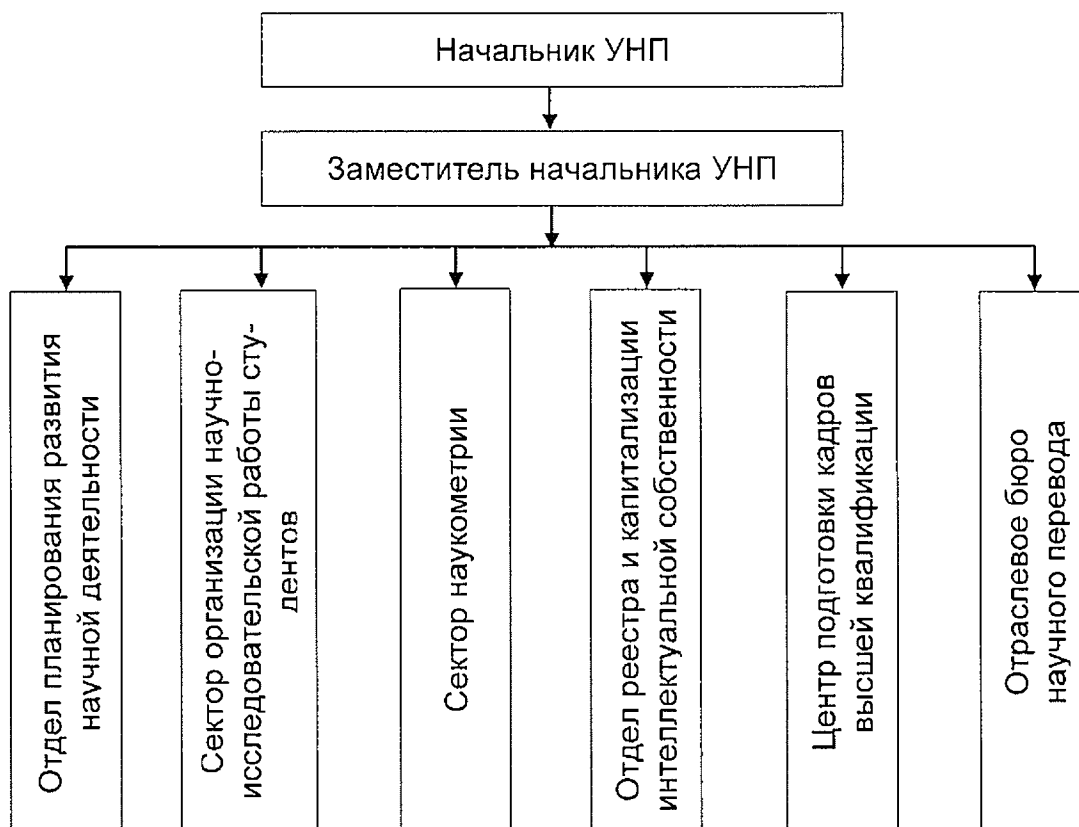 Начальник УНП
Заместитель начальника УНП
Отдел планирования развития
научной деятельности
Сектор организации научно-
исследовательской работы сту-
дентов
Сектор наукометрии
Отдел реестра и капитализации
интеллектуальной собственности
Центр подготовки кадров
высшей квалификации
Отраслевое бюро
научного перевода